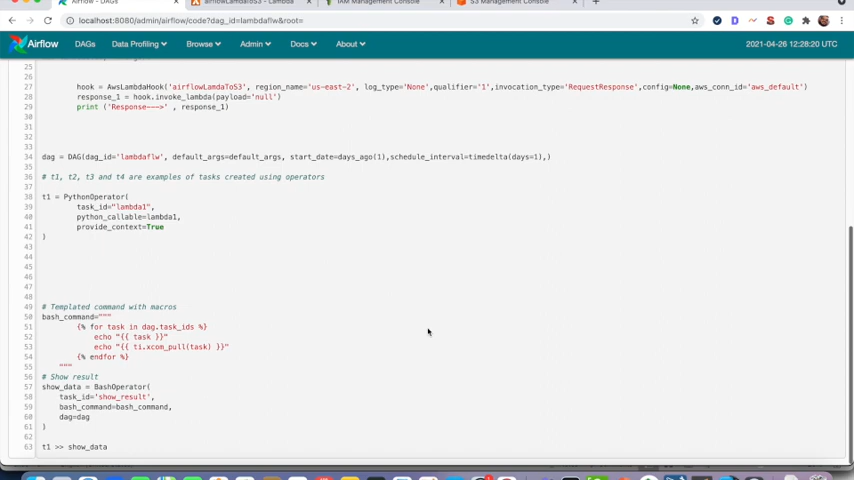 Airflow - DAGs
airflowLamdaToS3 - Lambda
IAM Management Console
S3 Management Console
localhost:8080/admin/airflow/code?dag_id=lambdaflw&root=
Airflow DAGs Data Profiling Browse Admin Docs About 2021-04-26 12:28:20 UTC
25
26
27 hook = AwsLambdaHook('airflowLamdaToS3', region_name='us-east-2', log_type='None',qualifier='1',invocation_type='RequestResponse',config=None,aws_conn_id='aws_default')
28 response_1 = hook.invoke_lambda(payload='null')
29 print ('Response--->' , response_1)
30
31
32
33
34 dag = DAG(dag_id='lambdaflw', default_args=default_args, start_date=days_ago(1),schedule_interval=timedelta(days=1),)
35
36 # t1, t2, t3 and t4 are examples of tasks created using operators
37
38 t1 = PythonOperator(
39 task_id="lambda1",
40 python_callable=lambda1,
41 provide_context=True
42 )
43
44
45
46
47
48
49 # Templated command with macros
50 bash_command="""
51 {% for task in dag.task_ids %}
52 echo "{{ task }}"
53 echo "{{ ti.xcom_pull(task) }}"
54 {% endfor %}
55 """
56 # Show result
57 show_data = BashOperator(
58 task_id='show_result',
59 bash_command=bash_command,
60 dag=dag
61 )
62
63 t1 >> show_data